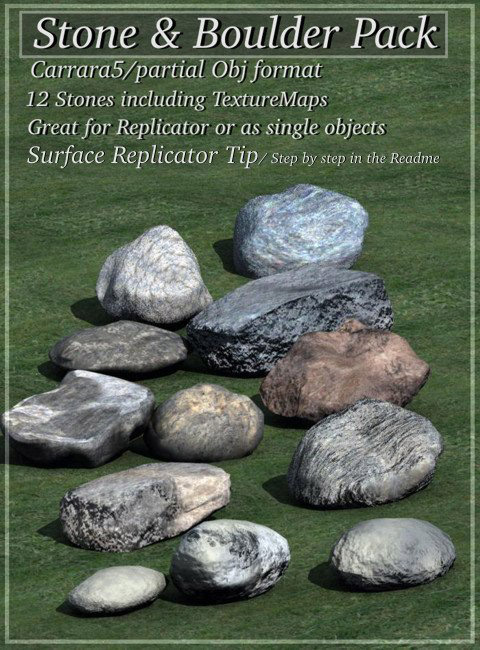 Stone & Boulder Pack
Carrara5/partial Obj format
12 Stones including TextureMaps
Great for Replicator or as single objects
Surface Replicator Tip/ Step by step in the Readme